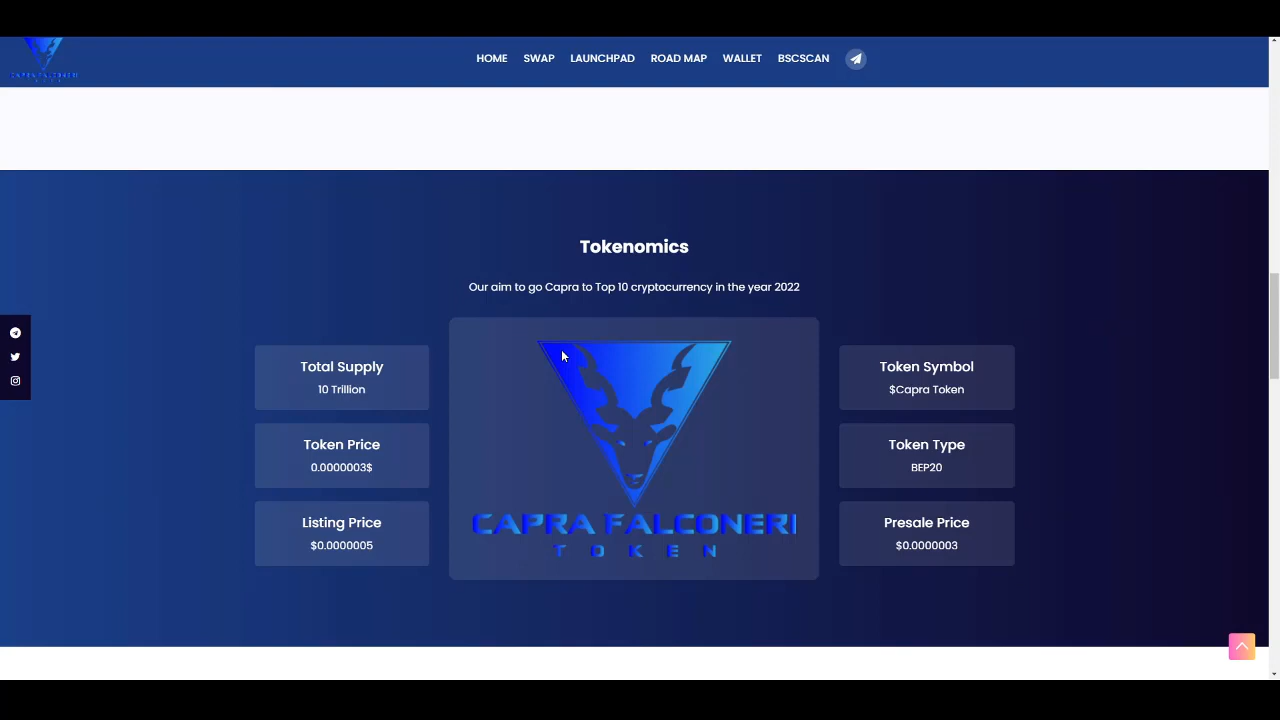 CAPRA FALCONERI
HOME SWAP LAUNCHPAD ROAD MAP WALLET BSCSCAN
Tokenomics
Our aim to go Capra to Top 10 cryptocurrency in the year 2022
Total Supply
10 Trillion
Token Price
0.0000003$
Listing Price
$0.0000005
CAPRA FALCONERI
TOKEN
Token Symbol
$Capra Token
Token Type
BEP20
Presale Price
$0.0000003